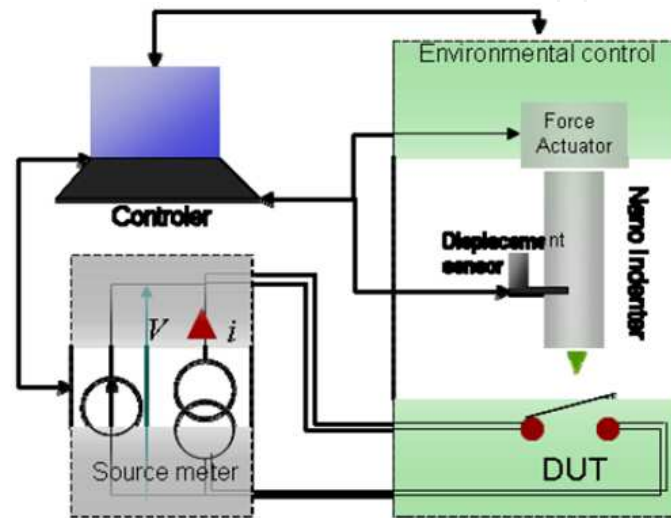 Environmental control
Force
Actuator
Controler
Displacement
sensor
Nano Indenter
V
i
Source meter
DUT